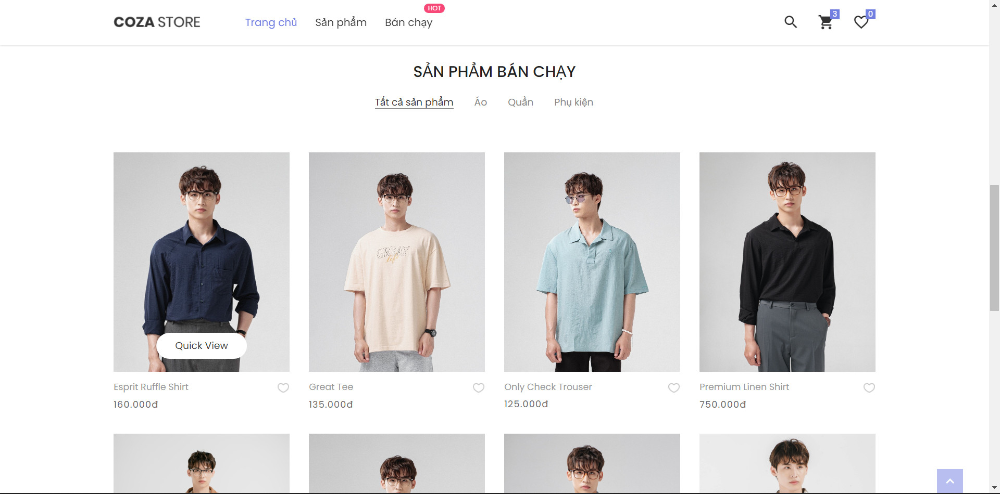 COZA STORE
Trang chủ
Sản phẩm
Bán chạy
HOT
3
0
SẢN PHẨM BÁN CHẠY
Tất cả sản phẩm
Áo
Quần
Phụ kiện
GREAT
life
Quick View
Esprit Ruffle Shirt
160.000đ
Great Tee
135.000đ
Only Check Trouser
125.000đ
Premium Linen Shirt
750.000đ